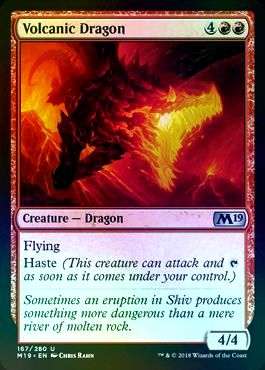 Volcanic Dragon 4
Creature — Dragon M19
Flying
Haste (This creature can attack and
as soon as it comes under your control.)
Sometimes an eruption in Shiv produces
something more dangerous than a mere
river of molten rock.
4/4
167/280 U
M19 • EN Chris Rahn ™ & © 2018 Wizards of the Coast